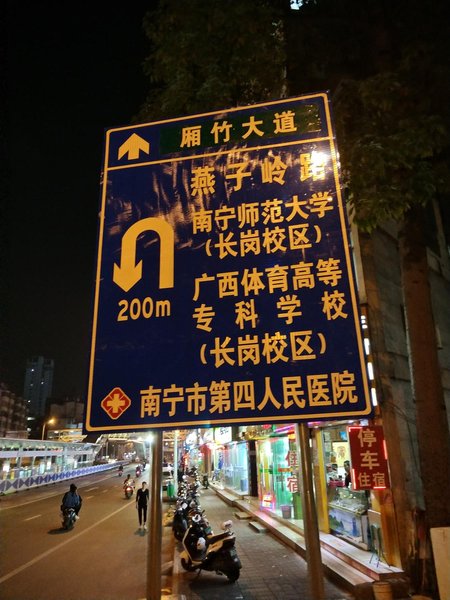 厢竹大道
燕子岭路
南宁师范大学
(长岗校区)
200m
广西体育高等
专科学校
(长岗校区)
南宁市第四人民医院
停车
住宿